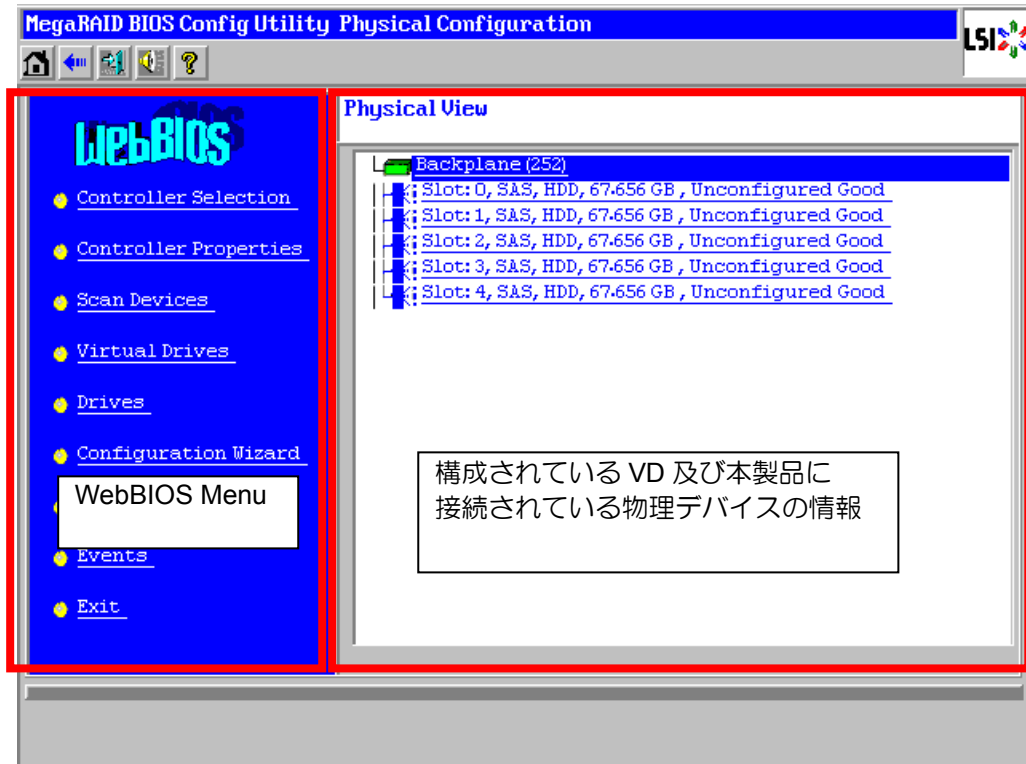 MegaRAID BIOS Config Utility Physical Configuration
LSI
WebBIOS
Controller Selection
Controller Properties
Scan Devices
Virtual Drives
Drives
Configuration Wizard
WebBIOS Menu
Events
Exit
Physical View
Backplane (252)
Slot: 0, SAS, HDD, 67.656 GB , Unconfigured Good
Slot: 1, SAS, HDD, 67.656 GB , Unconfigured Good
Slot: 2, SAS, HDD, 67.656 GB , Unconfigured Good
Slot: 3, SAS, HDD, 67.656 GB , Unconfigured Good
Slot: 4, SAS, HDD, 67.656 GB , Unconfigured Good
構成されている VD 及び本製品に
接続されている物理デバイスの情報